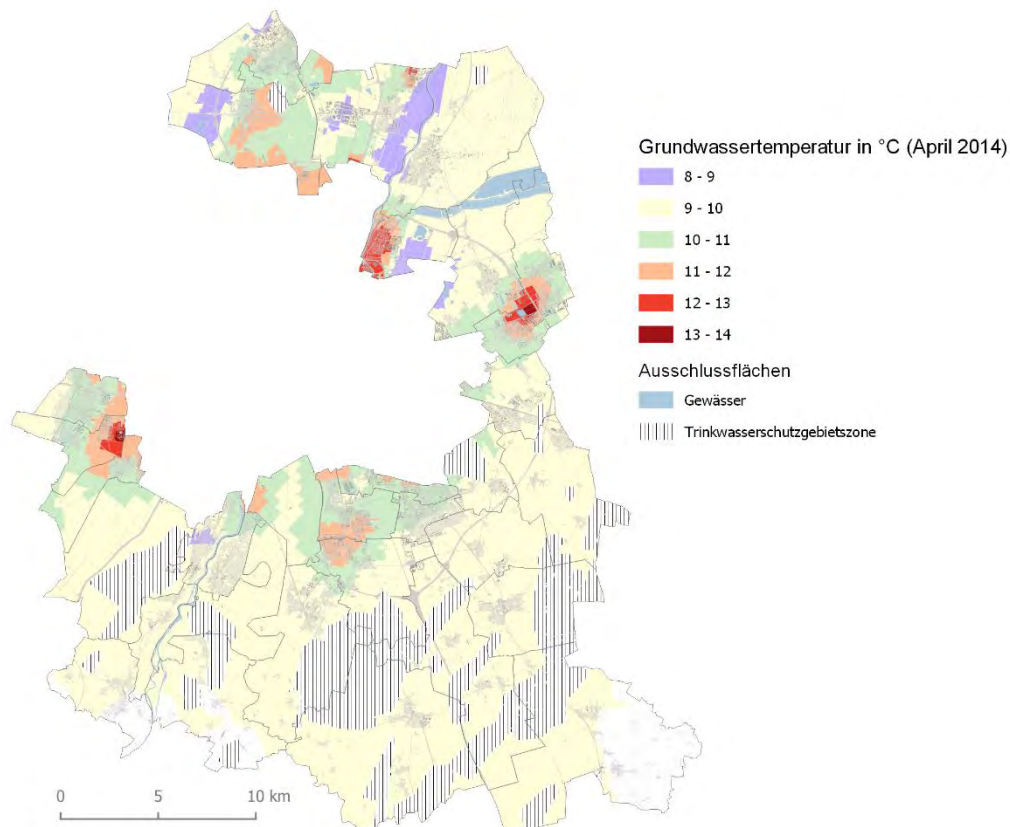 Grundwassertemperatur in °C (April 2014)
8 - 9
9 - 10
10 - 11
11 - 12
12 - 13
13 - 14
Ausschlussflächen
Gewässer
Trinkwasserschutzgebietszone
0 5 10 km